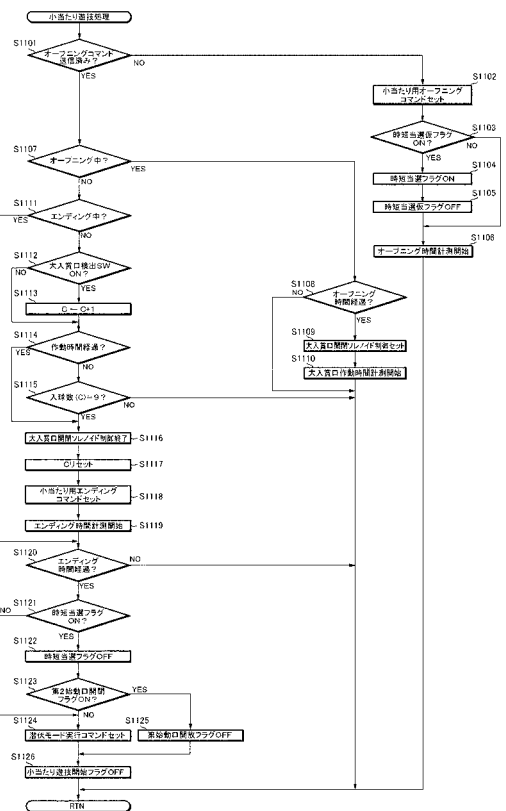 小当たり遊技処理
S1101
オープニングコマンド
送信済み？
NO
YES
S1102
小当たり用オープニング
コマンドセット
S1103
時短当選仮フラグ
ON？
NO
YES
S1104
時短当選フラグON
S1105
時短当選仮フラグOFF
S1106
オープニング時間計測開始
S1107
オープニング中？
YES
NO
S1108
オープニング
時間経過？
NO
YES
S1109
大入賞口開閉ソレノイド制御セット
S1110
大入賞口作動時間計測開始
S1111
エンディング中？
YES
NO
S1112
大入賞口検出SW
ON？
NO
YES
S1113
C ← C+1
S1114
作動時間経過？
YES
NO
S1115
入球数(C)=9？
NO
YES
大入賞口開閉ソレノイド制御終了
S1116
Cリセット
S1117
小当たり用エンディング
コマンドセット
S1118
エンディング時間計測開始
S1119
S1120
エンディング
時間経過？
NO
YES
S1121
時短当選フラグ
ON？
NO
YES
S1122
時短当選フラグOFF
S1123
第2始動口開閉
フラグON？
YES
NO
S1124
潜伏モード実行コマンドセット
S1125
始動口開放フラグOFF
S1126
小当たり遊技開始フラグOFF
RTN